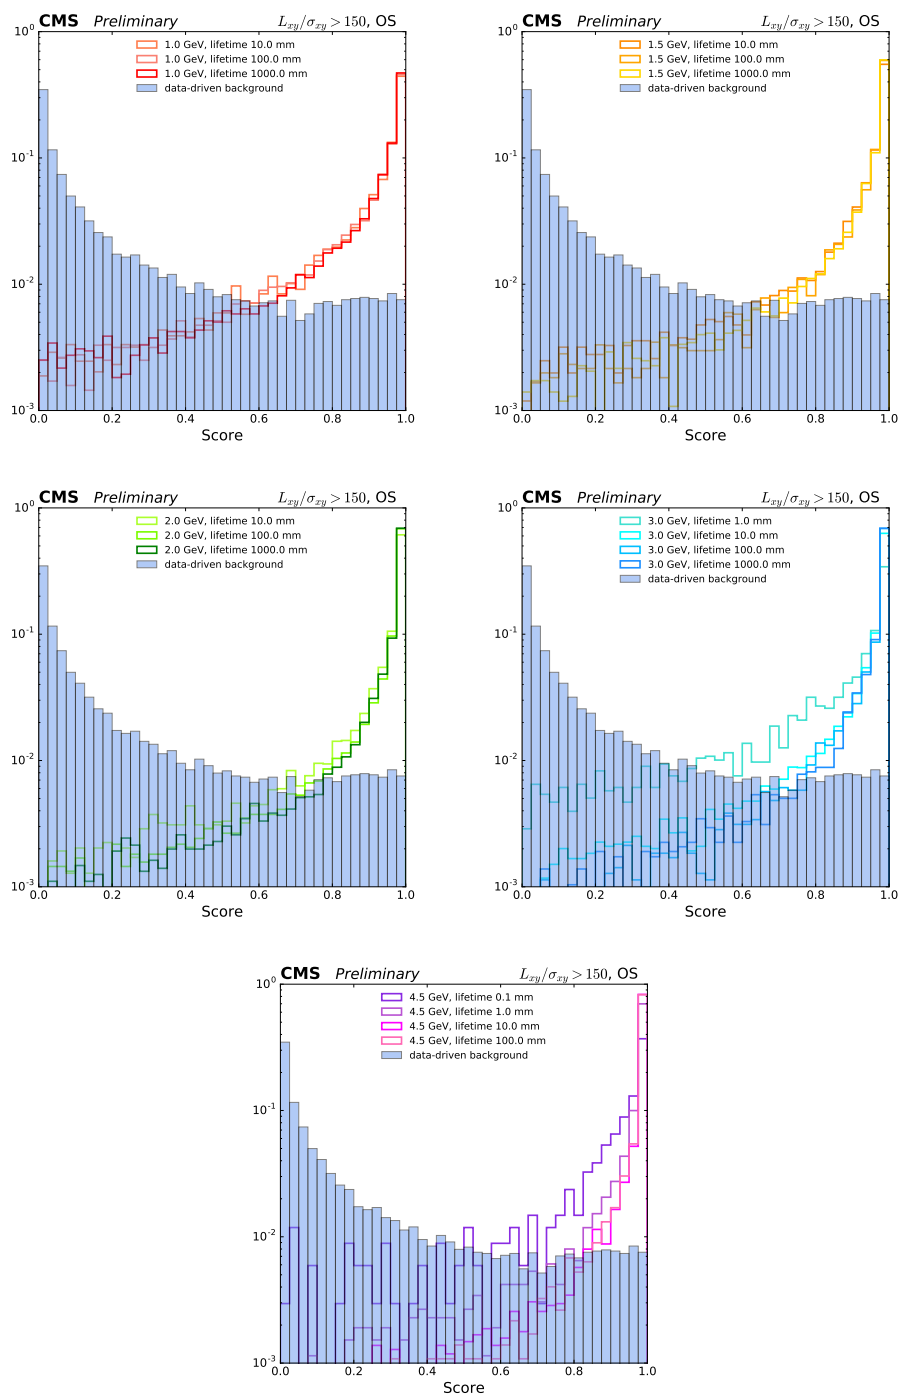 CMS Preliminary L_xy/σ_xy > 150, OS
10^0
1.0 GeV, lifetime 10.0 mm
1.0 GeV, lifetime 100.0 mm
1.0 GeV, lifetime 1000.0 mm
data-driven background
10^-1
10^-2
10^-3
0.0 0.2 0.4 0.6 0.8 1.0
Score
CMS Preliminary L_xy/σ_xy > 150, OS
10^0
1.5 GeV, lifetime 10.0 mm
1.5 GeV, lifetime 100.0 mm
1.5 GeV, lifetime 1000.0 mm
data-driven background
10^-1
10^-2
10^-3
0.0 0.2 0.4 0.6 0.8 1.0
Score
CMS Preliminary L_xy/σ_xy > 150, OS
10^0
2.0 GeV, lifetime 10.0 mm
2.0 GeV, lifetime 100.0 mm
2.0 GeV, lifetime 1000.0 mm
data-driven background
10^-1
10^-2
10^-3
0.0 0.2 0.4 0.6 0.8 1.0
Score
CMS Preliminary L_xy/σ_xy > 150, OS
10^0
3.0 GeV, lifetime 1.0 mm
3.0 GeV, lifetime 10.0 mm
3.0 GeV, lifetime 100.0 mm
3.0 GeV, lifetime 1000.0 mm
data-driven background
10^-1
10^-2
10^-3
0.0 0.2 0.4 0.6 0.8 1.0
Score
CMS Preliminary L_xy/σ_xy > 150, OS
10^0
4.5 GeV, lifetime 0.1 mm
4.5 GeV, lifetime 1.0 mm
4.5 GeV, lifetime 10.0 mm
4.5 GeV, lifetime 100.0 mm
data-driven background
10^-1
10^-2
10^-3
0.0 0.2 0.4 0.6 0.8 1.0
Score